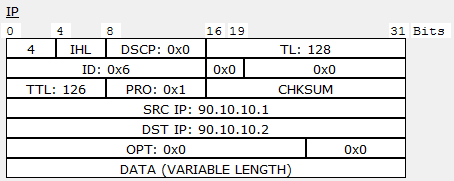 IP
0 4 8 16 19 31 Bits
4 IHL DSCP: 0x0 TL: 128
ID: 0x6 0x0 0x0
TTL: 126 PRO: 0x1 CHKSUM
SRC IP: 90.10.10.1
DST IP: 90.10.10.2
OPT: 0x0 0x0
DATA (VARIABLE LENGTH)